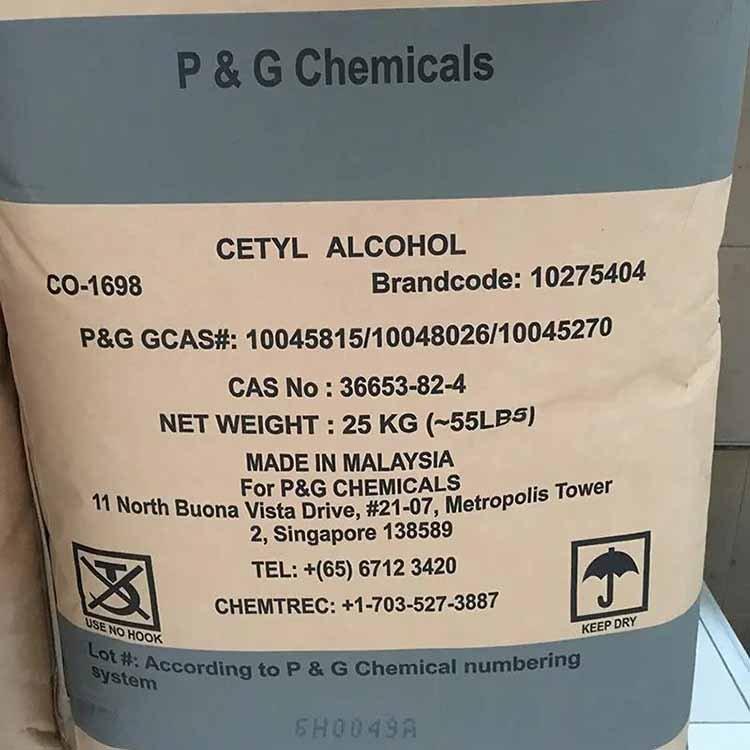 P & G Chemicals
CETYL ALCOHOL
CO-1698
Brandcode: 10275404
P&G GCAS#: 10045815/10048026/10045270
CAS No : 36653-82-4
NET WEIGHT : 25 KG (~55LBS)
MADE IN MALAYSIA
For P&G CHEMICALS
11 North Buona Vista Drive, #21-07, Metropolis Tower
2, Singapore 138589
TEL: +(65) 6712 3420
CHEMTREC: +1-703-527-3887
USE NO HOOK
KEEP DRY
Lot #: According to P & G Chemical numbering
system
6H0049A